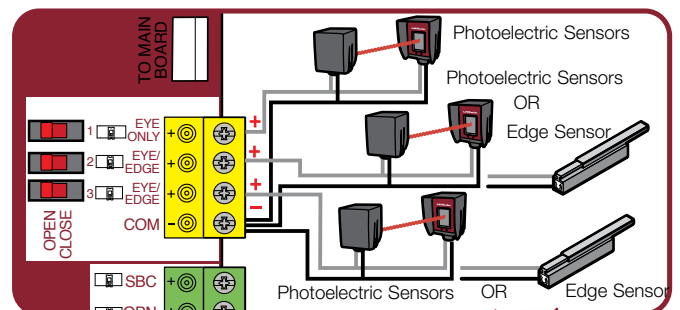 TO MAIN
BOARD
Photoelectric Sensors
Photoelectric Sensors
OR
Edge Sensor
1 EYE
ONLY +
2 EYE/
EDGE +
3 EYE/
EDGE +
COM -
+
+
+
−
OPEN
CLOSE
SBC +
OPN +
Photoelectric Sensors OR Edge Sensor